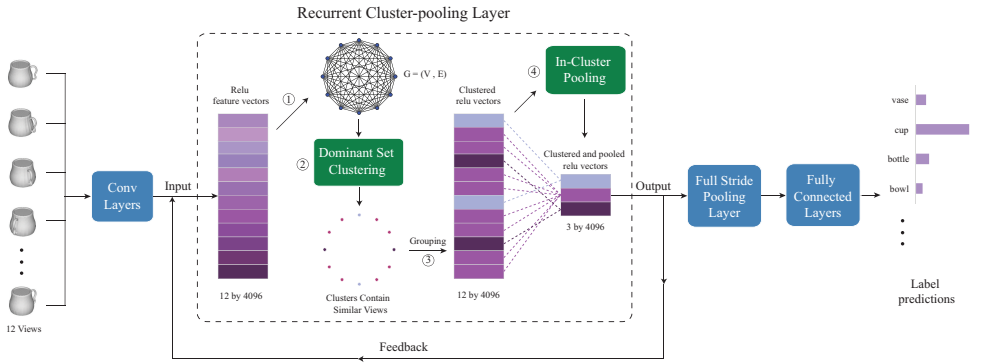 Recurrent Cluster-pooling Layer
12 Views
Conv
Layers
Input
Relu
feature vectors
12 by 4096
1
G = (V , E)
2
Dominant Set
Clustering
Clusters Contain
Similar Views
Grouping
3
Clustered
relu vectors
12 by 4096
4
In-Cluster
Pooling
Clustered and pooled
relu vectors
3 by 4096
Output
Feedback
Full Stride
Pooling
Layer
Fully
Connected
Layers
vase
cup
bottle
bowl
Label
predictions